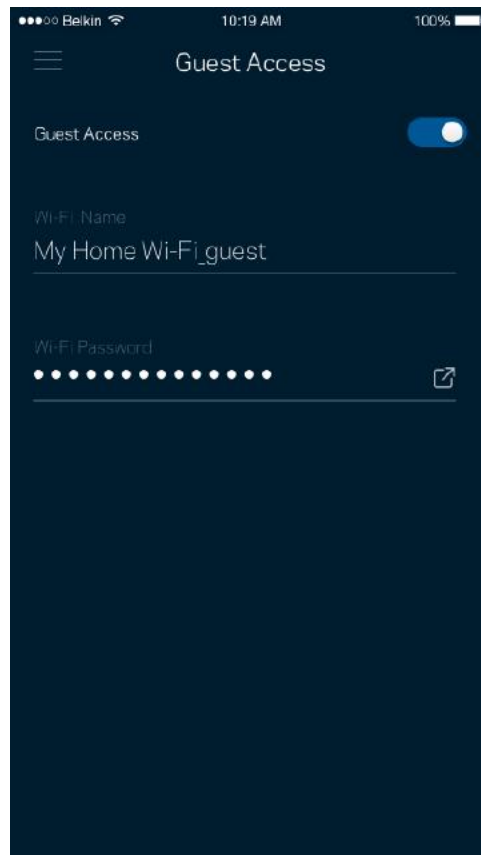 Belkin 10:19 AM 100%
Guest Access
Guest Access
Wi-Fi Name
My Home Wi-Fi_guest
Wi-Fi Password
••••••••••••••